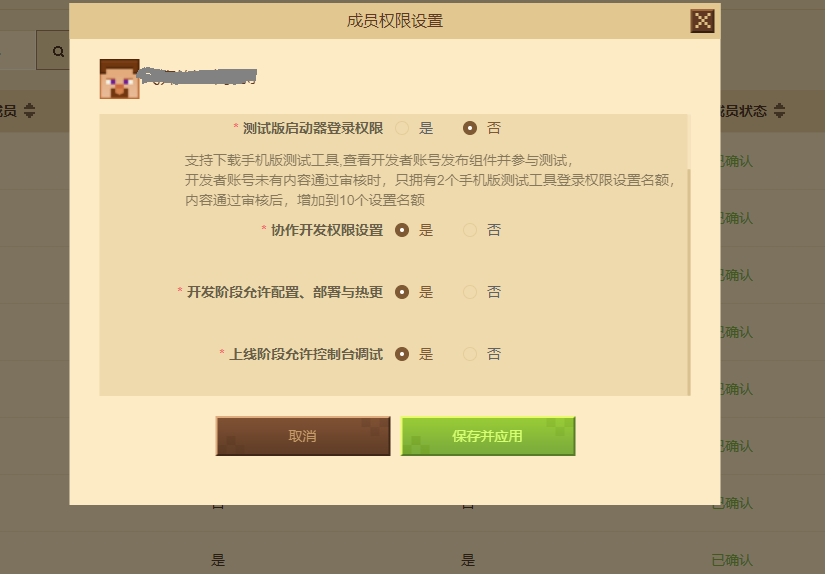 成员权限设置
员
成员状态
* 测试版启动器登录权限 是 否
支持下载手机版测试工具,查看开发者账号发布组件并参与测试，
开发者账号未有内容通过审核时，只拥有2个手机版测试工具登录权限设置名额，
内容通过审核后，增加到10个设置名额
* 协作开发权限设置 是 否
* 开发阶段允许配置、部署与热更 是 否
* 上线阶段允许控制台调试 是 否
取消 保存并应用
已确认
已确认
已确认
已确认
已确认
已确认
已确认
是 是 已确认